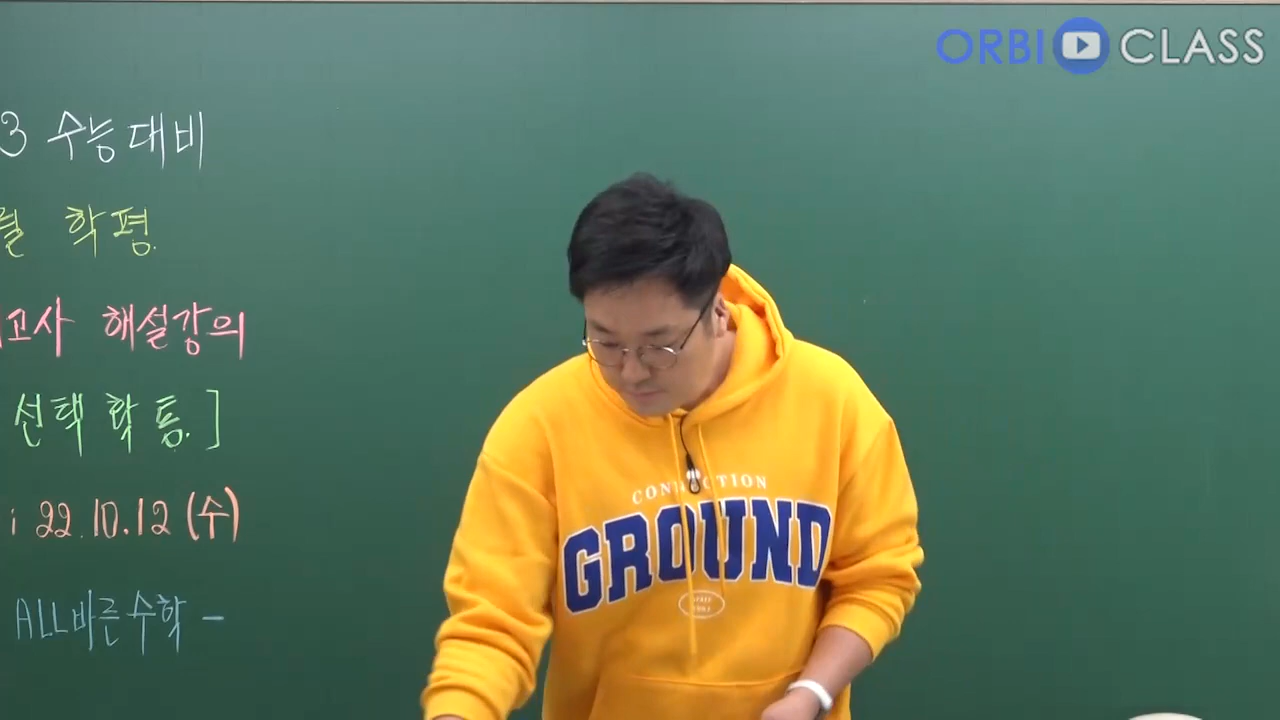 ORBI CLASS
3 수능대비
월 학평.
고사 해설강의
선택 확통.]
i 22.10.12 (수)
ALL바른수학 -
CONNECTION
GROUND